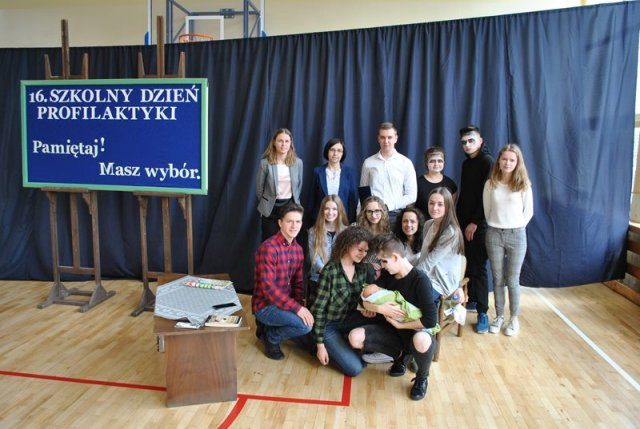 16. SZKOLNY DZIEŃ
PROFILAKTYKI
Pamiętaj!
Masz wybór.